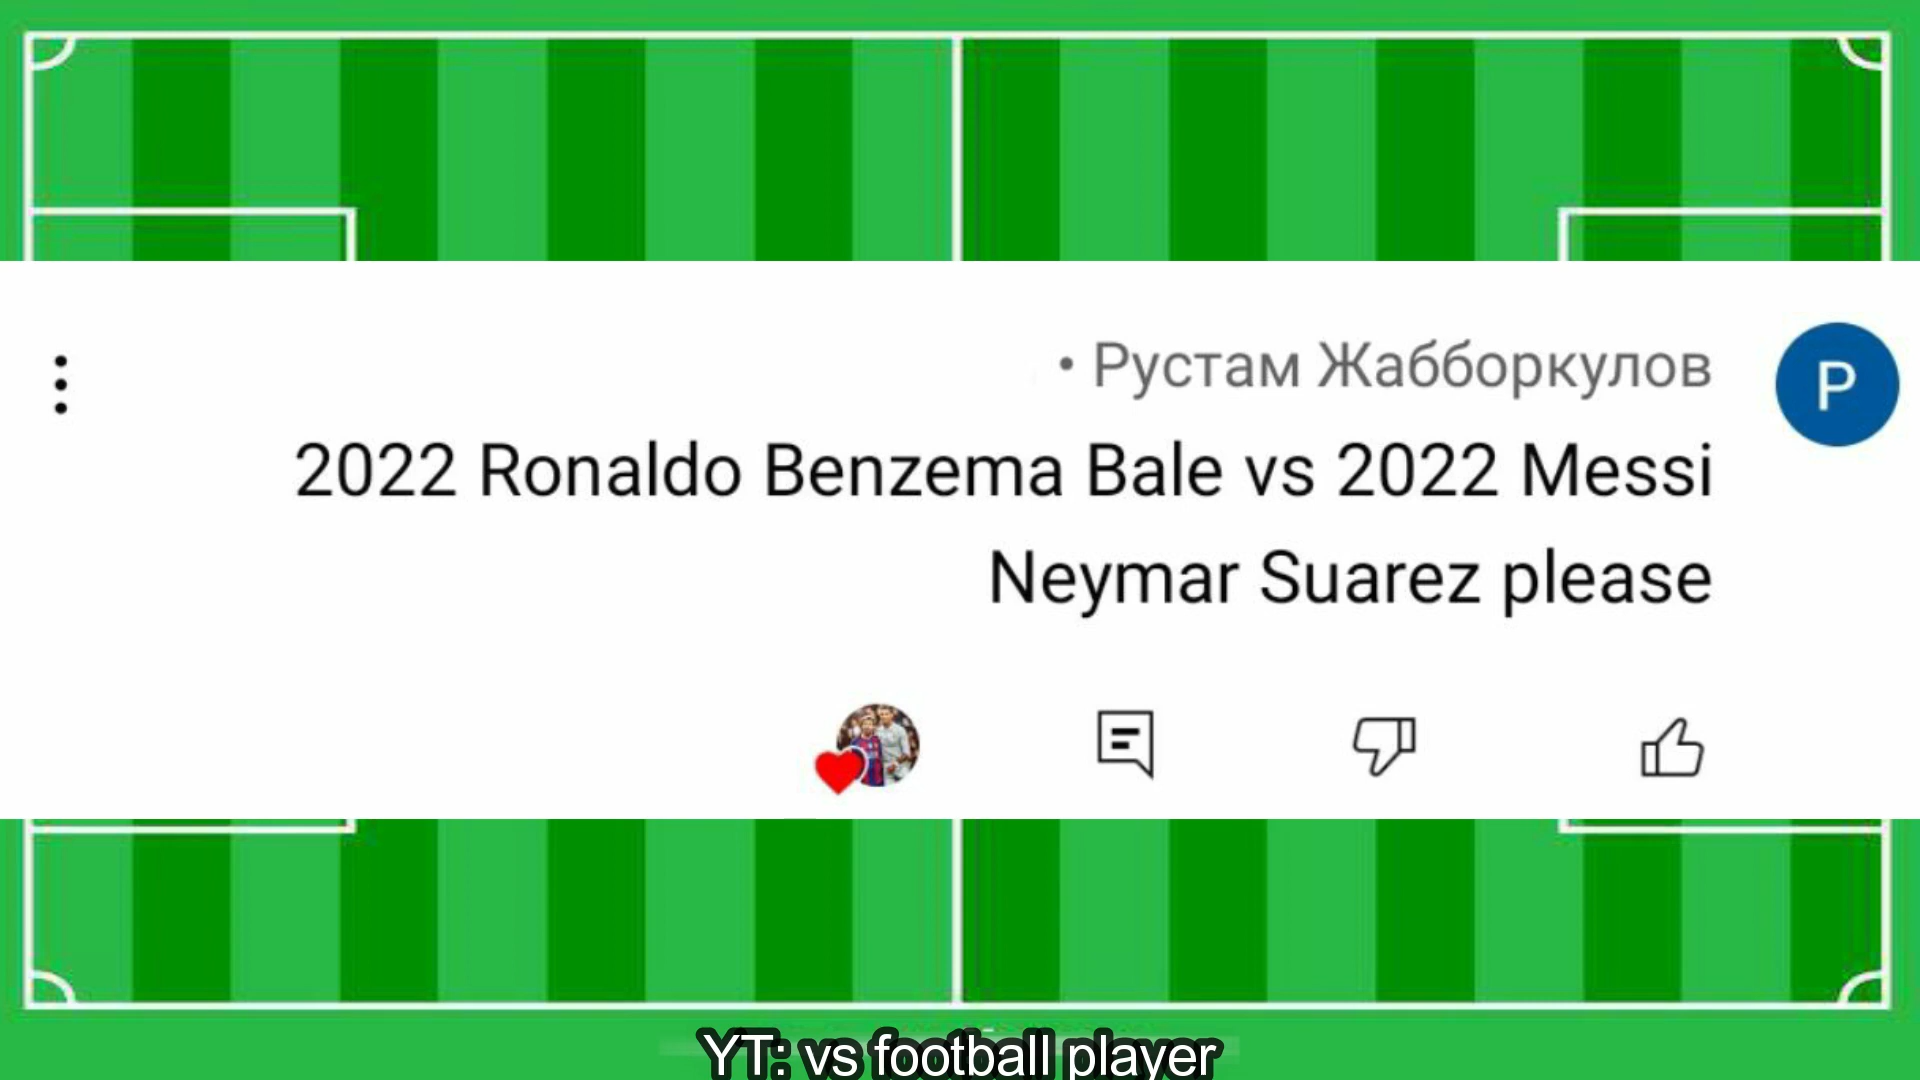 • Рустам Жабборкулов
P
2022 Ronaldo Benzema Bale vs 2022 Messi
Neymar Suarez please
YT: vs football player